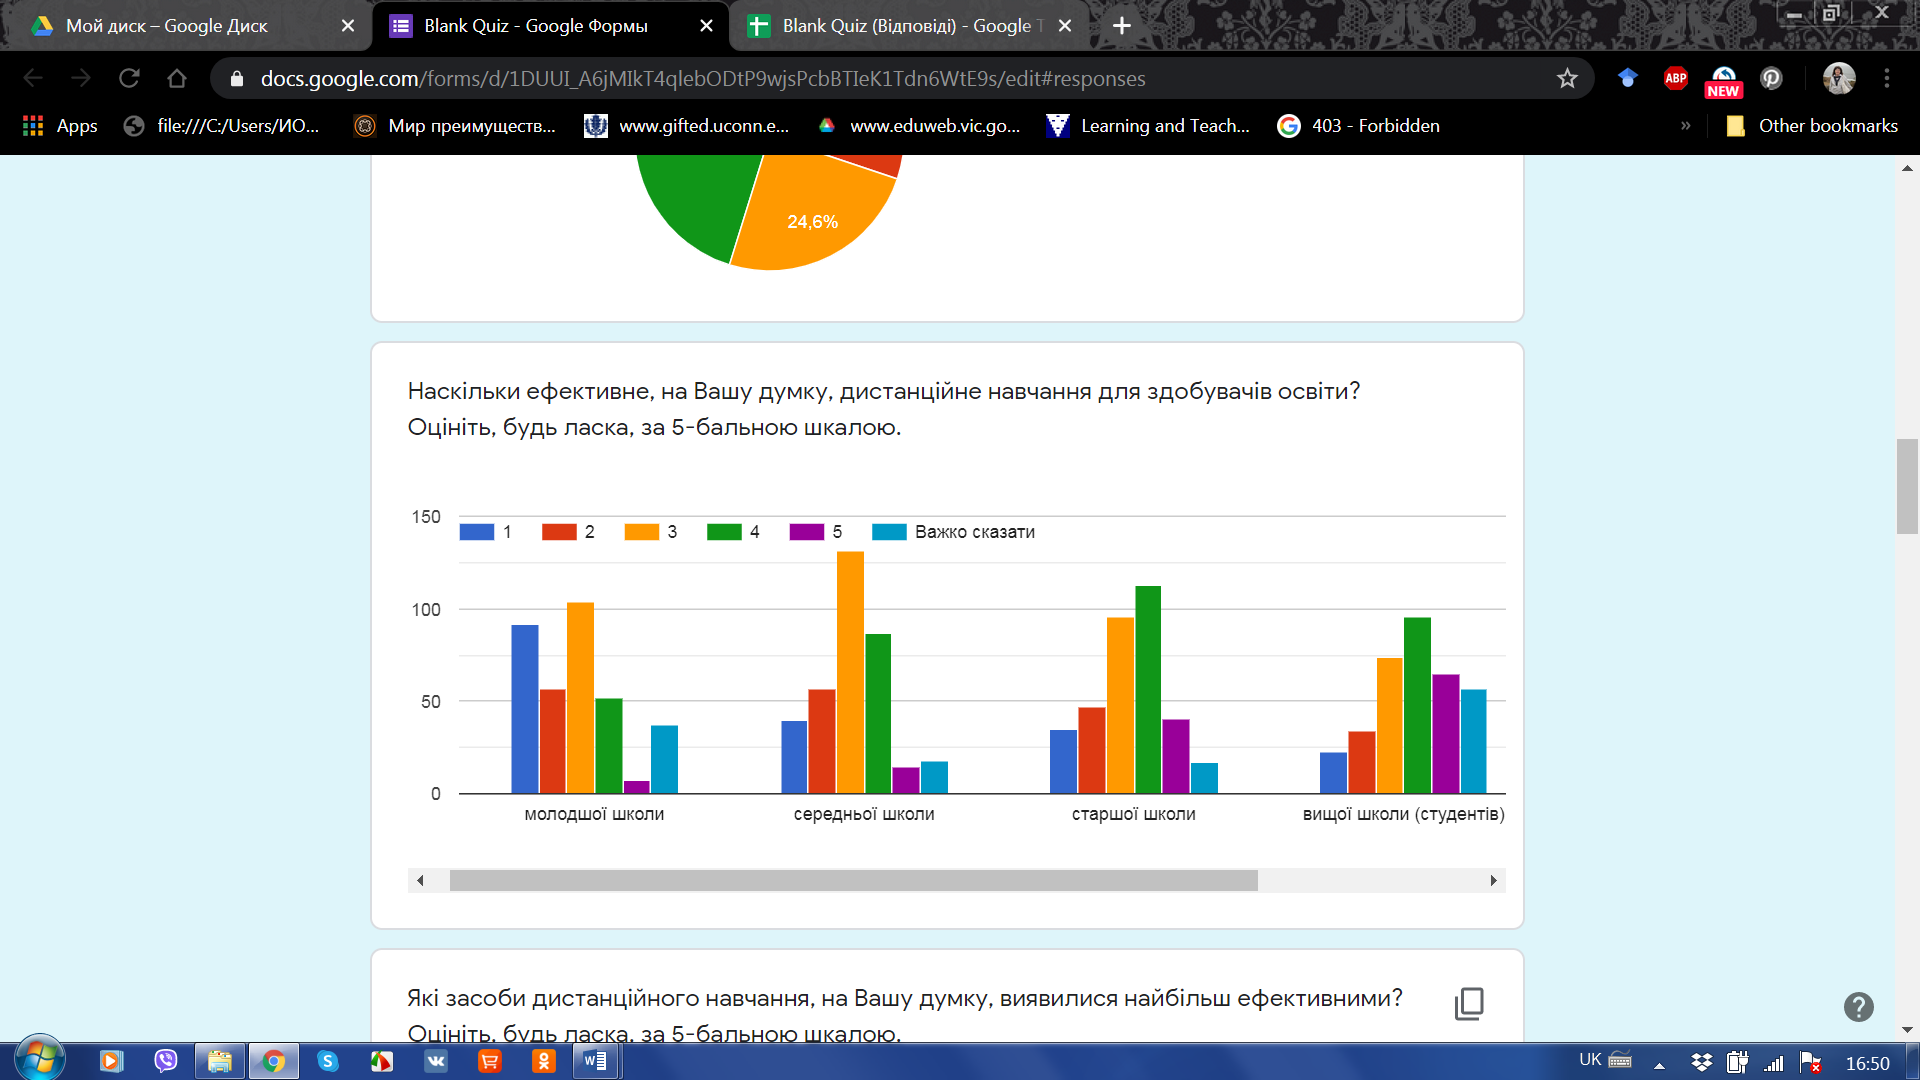 Мой диск – Google Диск
Blank Quiz - Google Формы
Blank Quiz (Відповіді) - Google Т
docs.google.com/forms/d/1DUUI_A6jMIkT4qlebODtP9wjsPcbBTIeK1Tdn6WtE9s/edit#responses
ABP
NEW
Apps
file:///C:/Users/ИО...
Мир преимуществ...
www.gifted.uconn.e...
www.eduweb.vic.go...
Learning and Teach...
403 - Forbidden
»
Other bookmarks
24,6%
Наскільки ефективне, на Вашу думку, дистанційне навчання для здобувачів освіти?
Оцініть, будь ласка, за 5-бальною шкалою.
150
1 2 3 4 5 Важко сказати
100
50
0
молодшої школи
середньої школи
старшої школи
вищої школи (студентів)
Які засоби дистанційного навчання, на Вашу думку, виявилися найбільш ефективними?
Оцініть, будь ласка, за 5-бальною шкалою.
UK
16:50